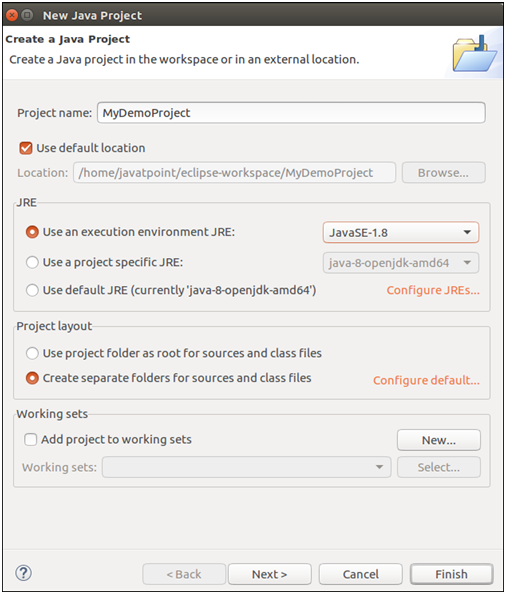 New Java Project
Create a Java Project
Create a Java project in the workspace or in an external location.
Project name: MyDemoProject
Use default location
Location: /home/javatpoint/eclipse-workspace/MyDemoProject Browse...
JRE
Use an execution environment JRE: JavaSE-1.8
Use a project specific JRE: java-8-openjdk-amd64
Use default JRE (currently 'java-8-openjdk-amd64') Configure JREs...
Project layout
Use project folder as root for sources and class files
Create separate folders for sources and class files Configure default...
Working sets
Add project to working sets New...
Working sets: Select...
? < Back Next > Cancel Finish